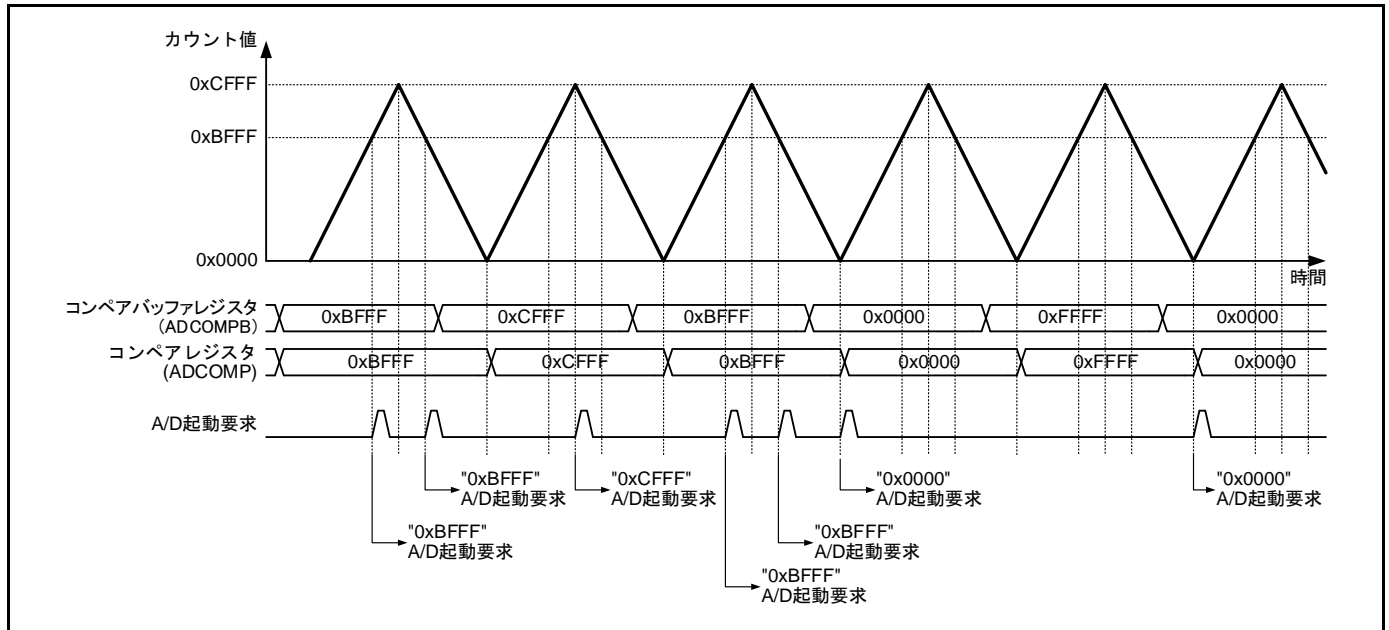 カウント値
0xCFFF
0xBFFF
0x0000
時間
コンペアバッファレジスタ
(ADCOMPB)
0xBFFF
0xCFFF
0xBFFF
0x0000
0xFFFF
0x0000
コンペアレジスタ
(ADCOMP)
0xBFFF
0xCFFF
0xBFFF
0x0000
0xFFFF
0x0000
A/D起動要求
"0xBFFF"
A/D起動要求
"0xCFFF"
A/D起動要求
"0x0000"
A/D起動要求
"0x0000"
A/D起動要求
"0xBFFF"
A/D起動要求
"0xBFFF"
A/D起動要求
"0xBFFF"
A/D起動要求